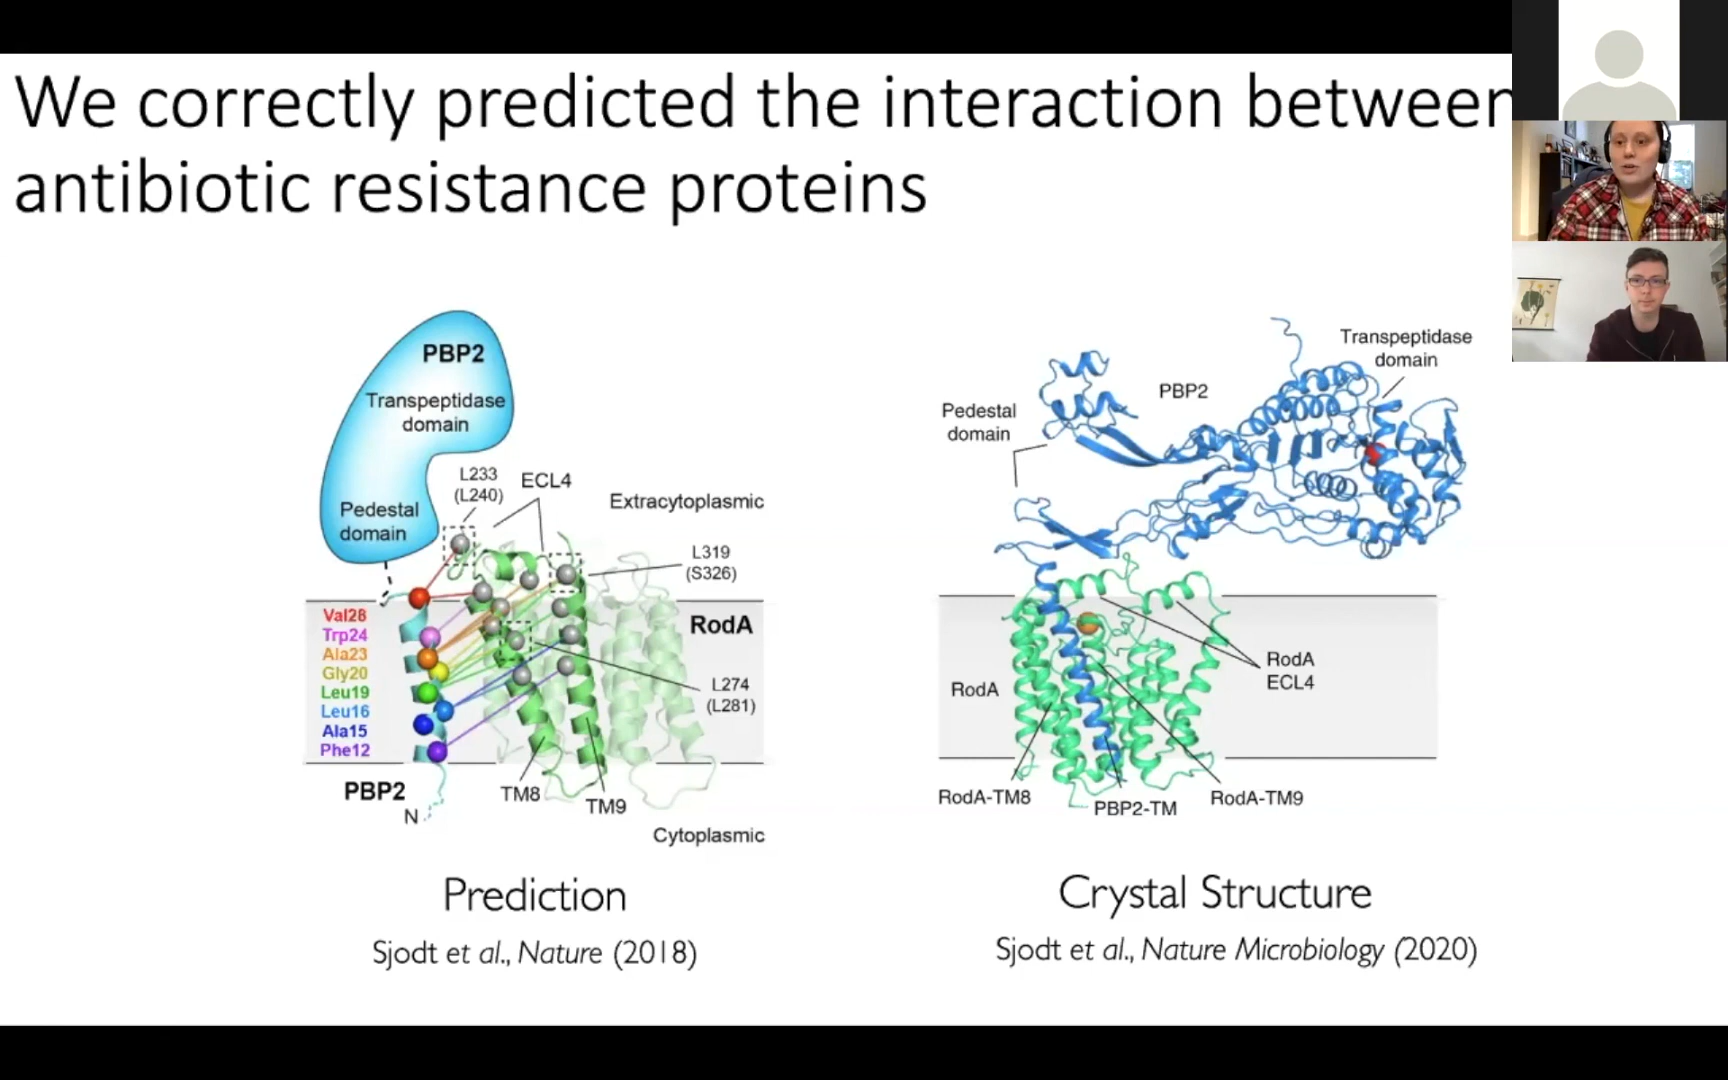 We correctly predicted the interaction between
antibiotic resistance proteins
PBP2
Transpeptidase
domain
Pedestal
domain
L233
(L240)
ECL4
Extracytoplasmic
L319
(S326)
Val28
Trp24
Ala23
Gly20
Leu19
Leu16
Ala15
Phe12
RodA
L274
(L281)
PBP2
N
TM8
TM9
Cytoplasmic
Prediction
Sjodt et al., Nature (2018)
Transpeptidase
domain
PBP2
Pedestal
domain
RodA
RodA
ECL4
RodA-TM8
PBP2-TM
RodA-TM9
Crystal Structure
Sjodt et al., Nature Microbiology (2020)